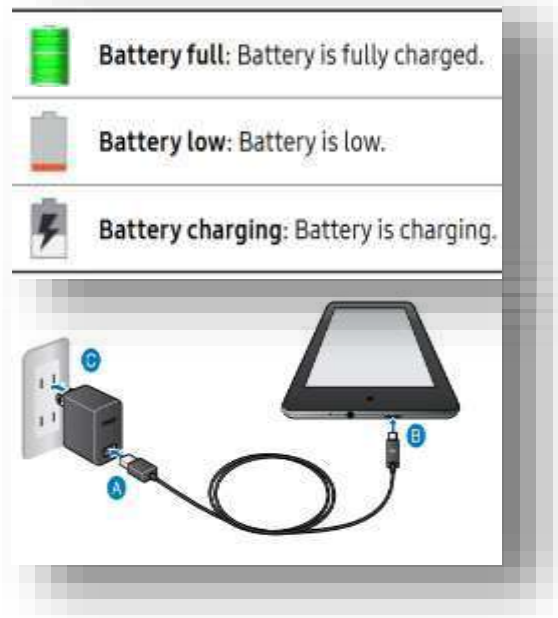 Battery full: Battery is fully charged.
Battery low: Battery is low.
Battery charging: Battery is charging.
C
A
B